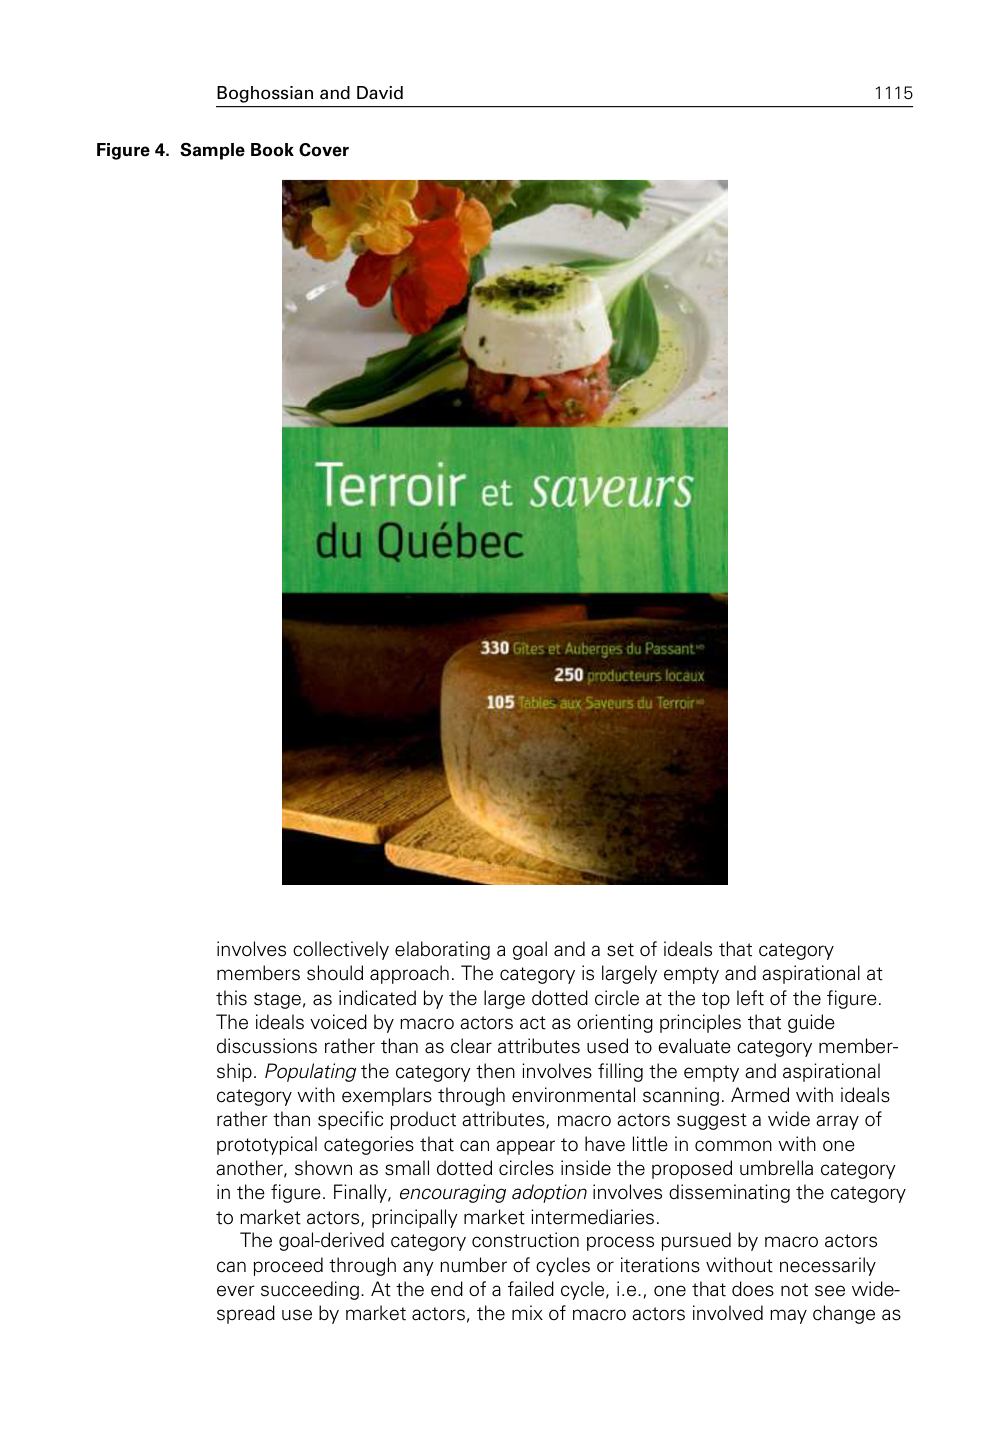 Boghossian and David 1115
Figure 4. Sample Book Cover
Terroir et saveurs
du Québec
330 Gîtes et Auberges du Passant MD
250 producteurs locaux
105 Tables aux Saveurs du Terroir MD
involves collectively elaborating a goal and a set of ideals that category
members should approach. The category is largely empty and aspirational at
this stage, as indicated by the large dotted circle at the top left of the figure.
The ideals voiced by macro actors act as orienting principles that guide
discussions rather than as clear attributes used to evaluate category member-
ship. Populating the category then involves filling the empty and aspirational
category with exemplars through environmental scanning. Armed with ideals
rather than specific product attributes, macro actors suggest a wide array of
prototypical categories that can appear to have little in common with one
another, shown as small dotted circles inside the proposed umbrella category
in the figure. Finally, encouraging adoption involves disseminating the category
to market actors, principally market intermediaries.
The goal-derived category construction process pursued by macro actors
can proceed through any number of cycles or iterations without necessarily
ever succeeding. At the end of a failed cycle, i.e., one that does not see wide-
spread use by market actors, the mix of macro actors involved may change as